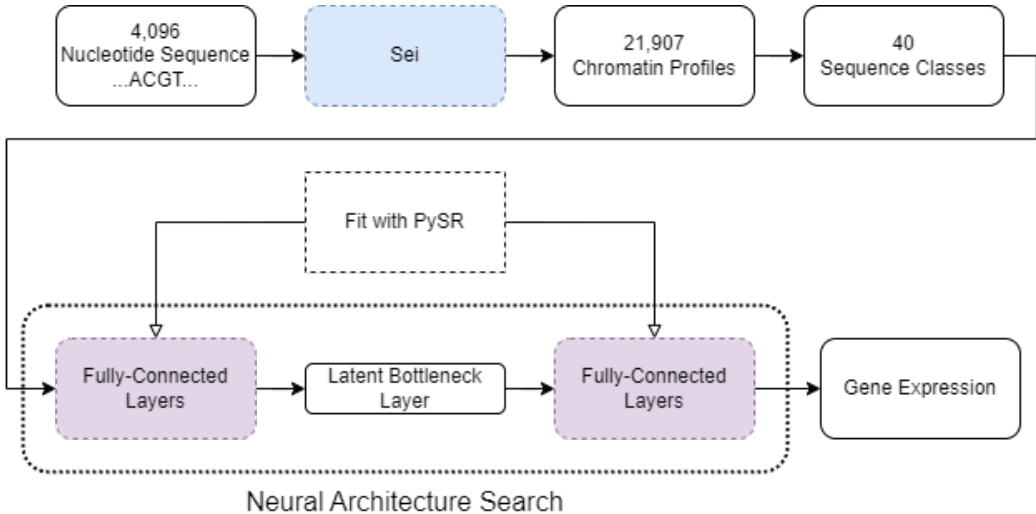 4,096
Nucleotide Sequence
...ACGT...
Sei
21,907
Chromatin Profiles
40
Sequence Classes
Fit with PySR
Fully-Connected
Layers
Latent Bottleneck
Layer
Fully-Connected
Layers
Gene Expression
Neural Architecture Search